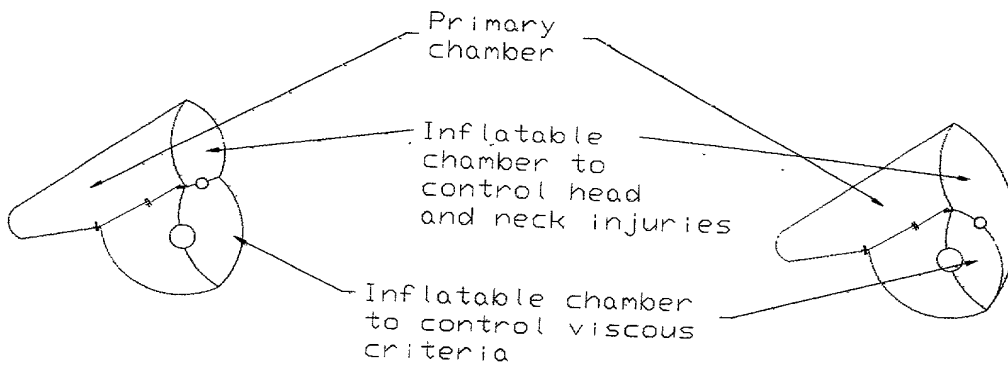 Primary
chamber
Inflatable
chamber to
control head
and neck injuries
Inflatable chamber
to control viscous
criteria